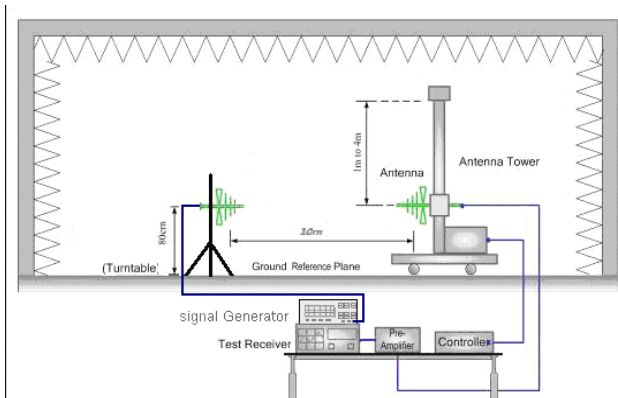 1m to 4m
Antenna Tower
Antenna
10m
80cm
(Turntable)
Ground Reference Plane
signal Generator
Test Receiver
Pre-
Amplifier
Controller